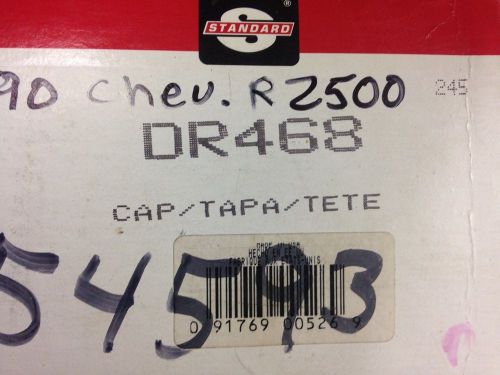 STANDARD
®
90 Chev. R2500
245
DR468
CAP/TAPA/TETE
54593
0 91769 00526 9